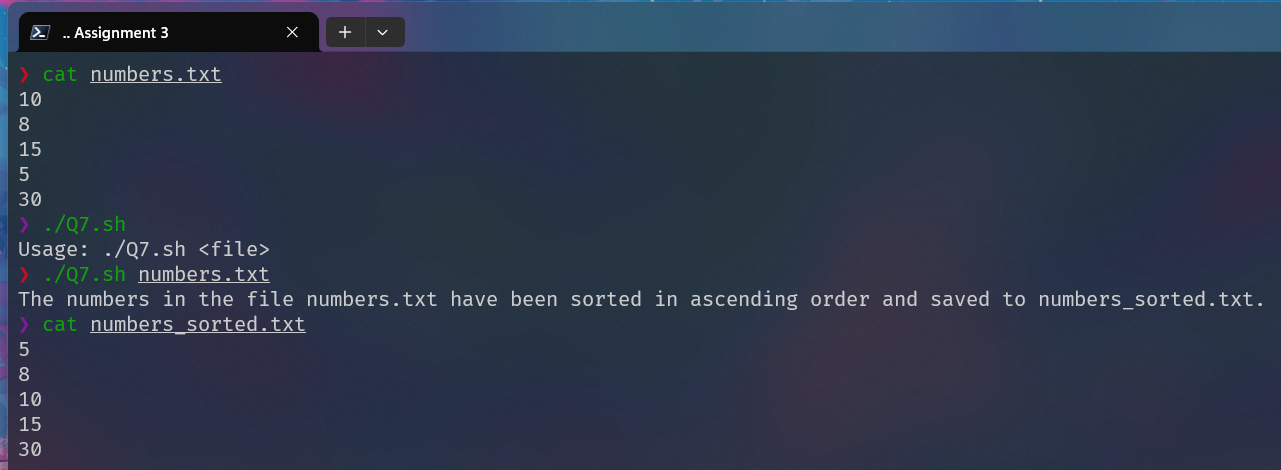 .. Assignment 3
❯ cat numbers.txt
10
8
15
5
30
❯ ./Q7.sh
Usage: ./Q7.sh <file>
❯ ./Q7.sh numbers.txt
The numbers in the file numbers.txt have been sorted in ascending order and saved to numbers_sorted.txt.
❯ cat numbers_sorted.txt
5
8
10
15
30